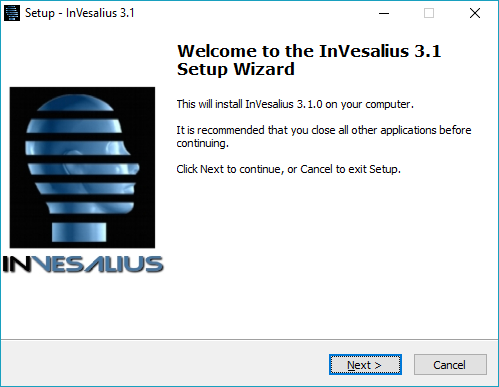 Setup - InVesalius 3.1
Welcome to the InVesalius 3.1
Setup Wizard
This will install InVesalius 3.1.0 on your computer.
It is recommended that you close all other applications before
continuing.
Click Next to continue, or Cancel to exit Setup.
INVESALIUS
Next >
Cancel